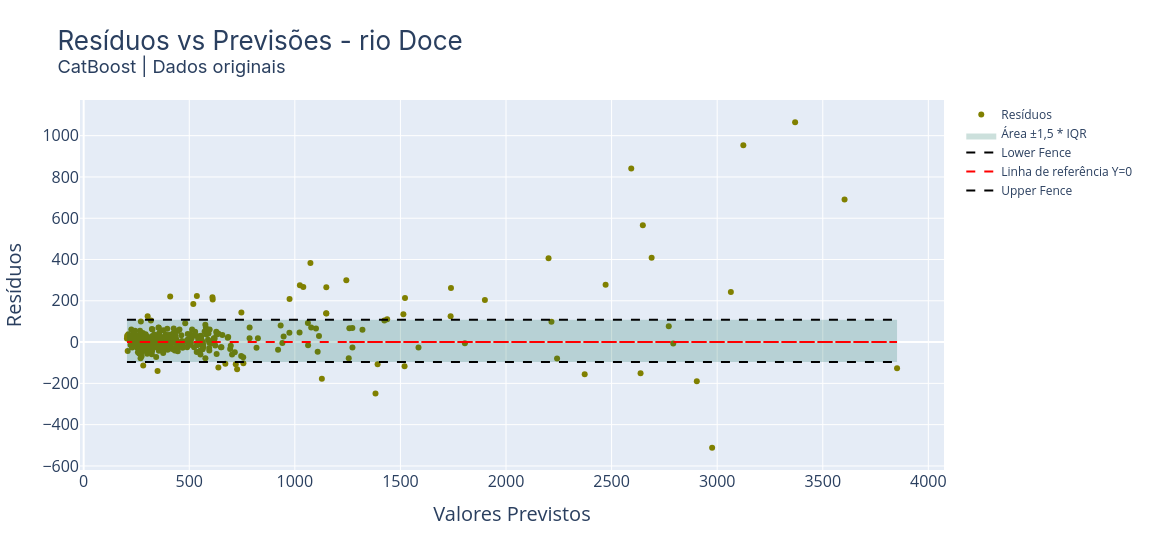 Resíduos vs Previsões - rio Doce
CatBoost | Dados originais
Resíduos
Área ±1,5 * IQR
Lower Fence
Linha de referência Y=0
Upper Fence
Resíduos
1000
800
600
400
200
0
−200
−400
−600
0 500 1000 1500 2000 2500 3000 3500 4000
Valores Previstos